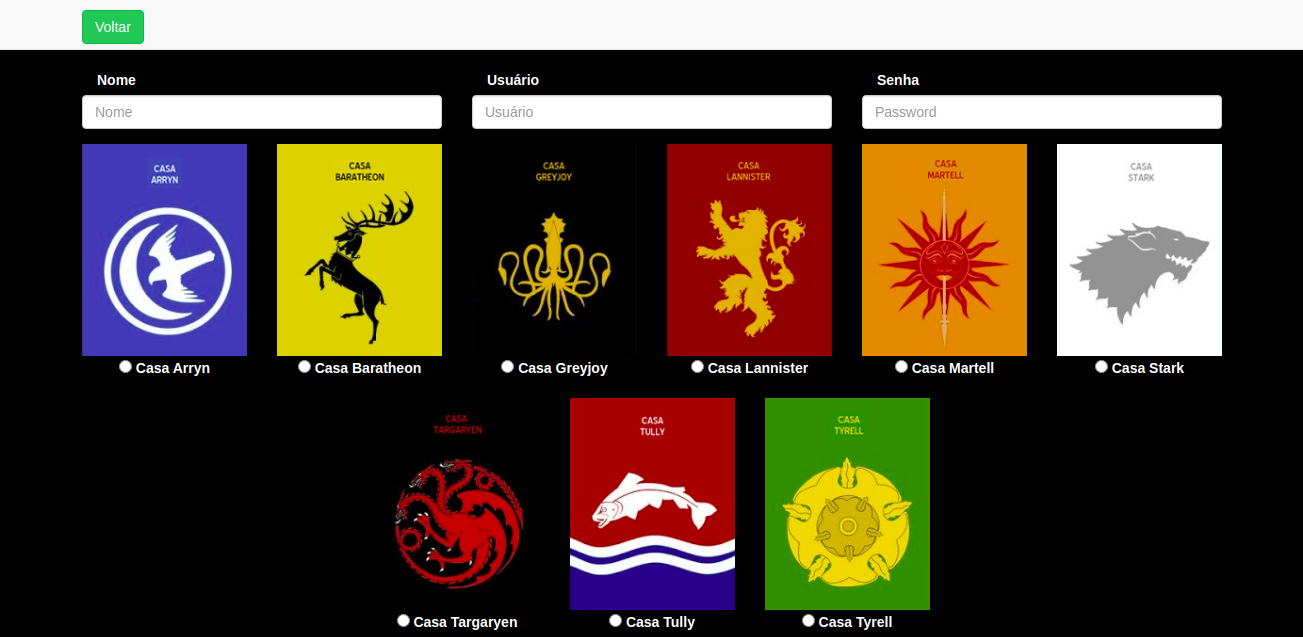 Voltar
Nome
Usuário
Senha
Nome
Usuário
Password
CASA
ARRYN
CASA
BARATHEON
CASA
GREYJOY
CASA
LANNISTER
CASA
MARTELL
CASA
STARK
Casa Arryn
Casa Baratheon
Casa Greyjoy
Casa Lannister
Casa Martell
Casa Stark
CASA
TARGARYEN
CASA
TULLY
CASA
TYRELL
Casa Targaryen
Casa Tully
Casa Tyrell